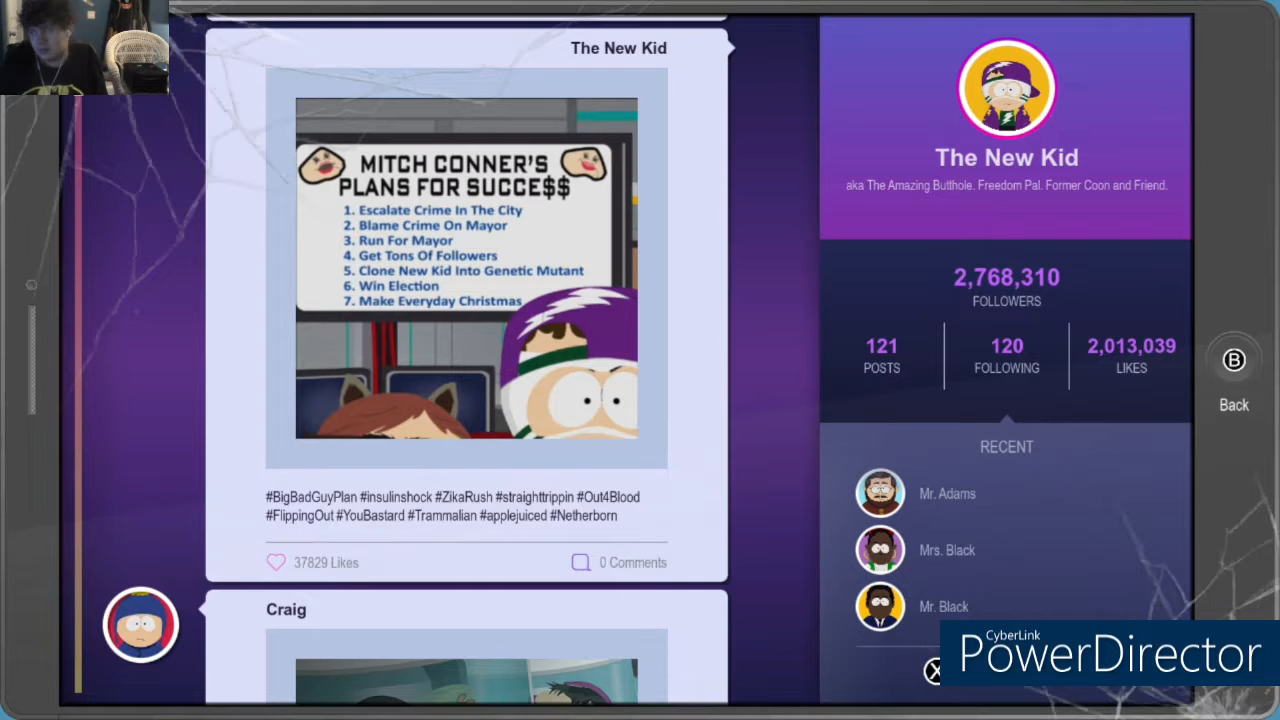 The New Kid
MITCH CONNER'S
PLANS FOR SUCCE$$
1. Escalate Crime In The City
2. Blame Crime On Mayor
3. Run For Mayor
4. Get Tons Of Followers
5. Clone New Kid Into Genetic Mutant
6. Win Election
7. Make Everyday Christmas
#BigBadGuyPlan #insulinshock #ZikaRush #straighttrippin #Out4Blood
#FlippingOut #YouBastard #Trammalian #applejuiced #Netherborn
37829 Likes
0 Comments
Craig
The New Kid
aka The Amazing Butthole. Freedom Pal. Former Coon and Friend.
2,768,310
FOLLOWERS
121
POSTS
120
FOLLOWING
2,013,039
LIKES
RECENT
Mr. Adams
Mrs. Black
Mr. Black
X
B
Back
CyberLink
PowerDirector